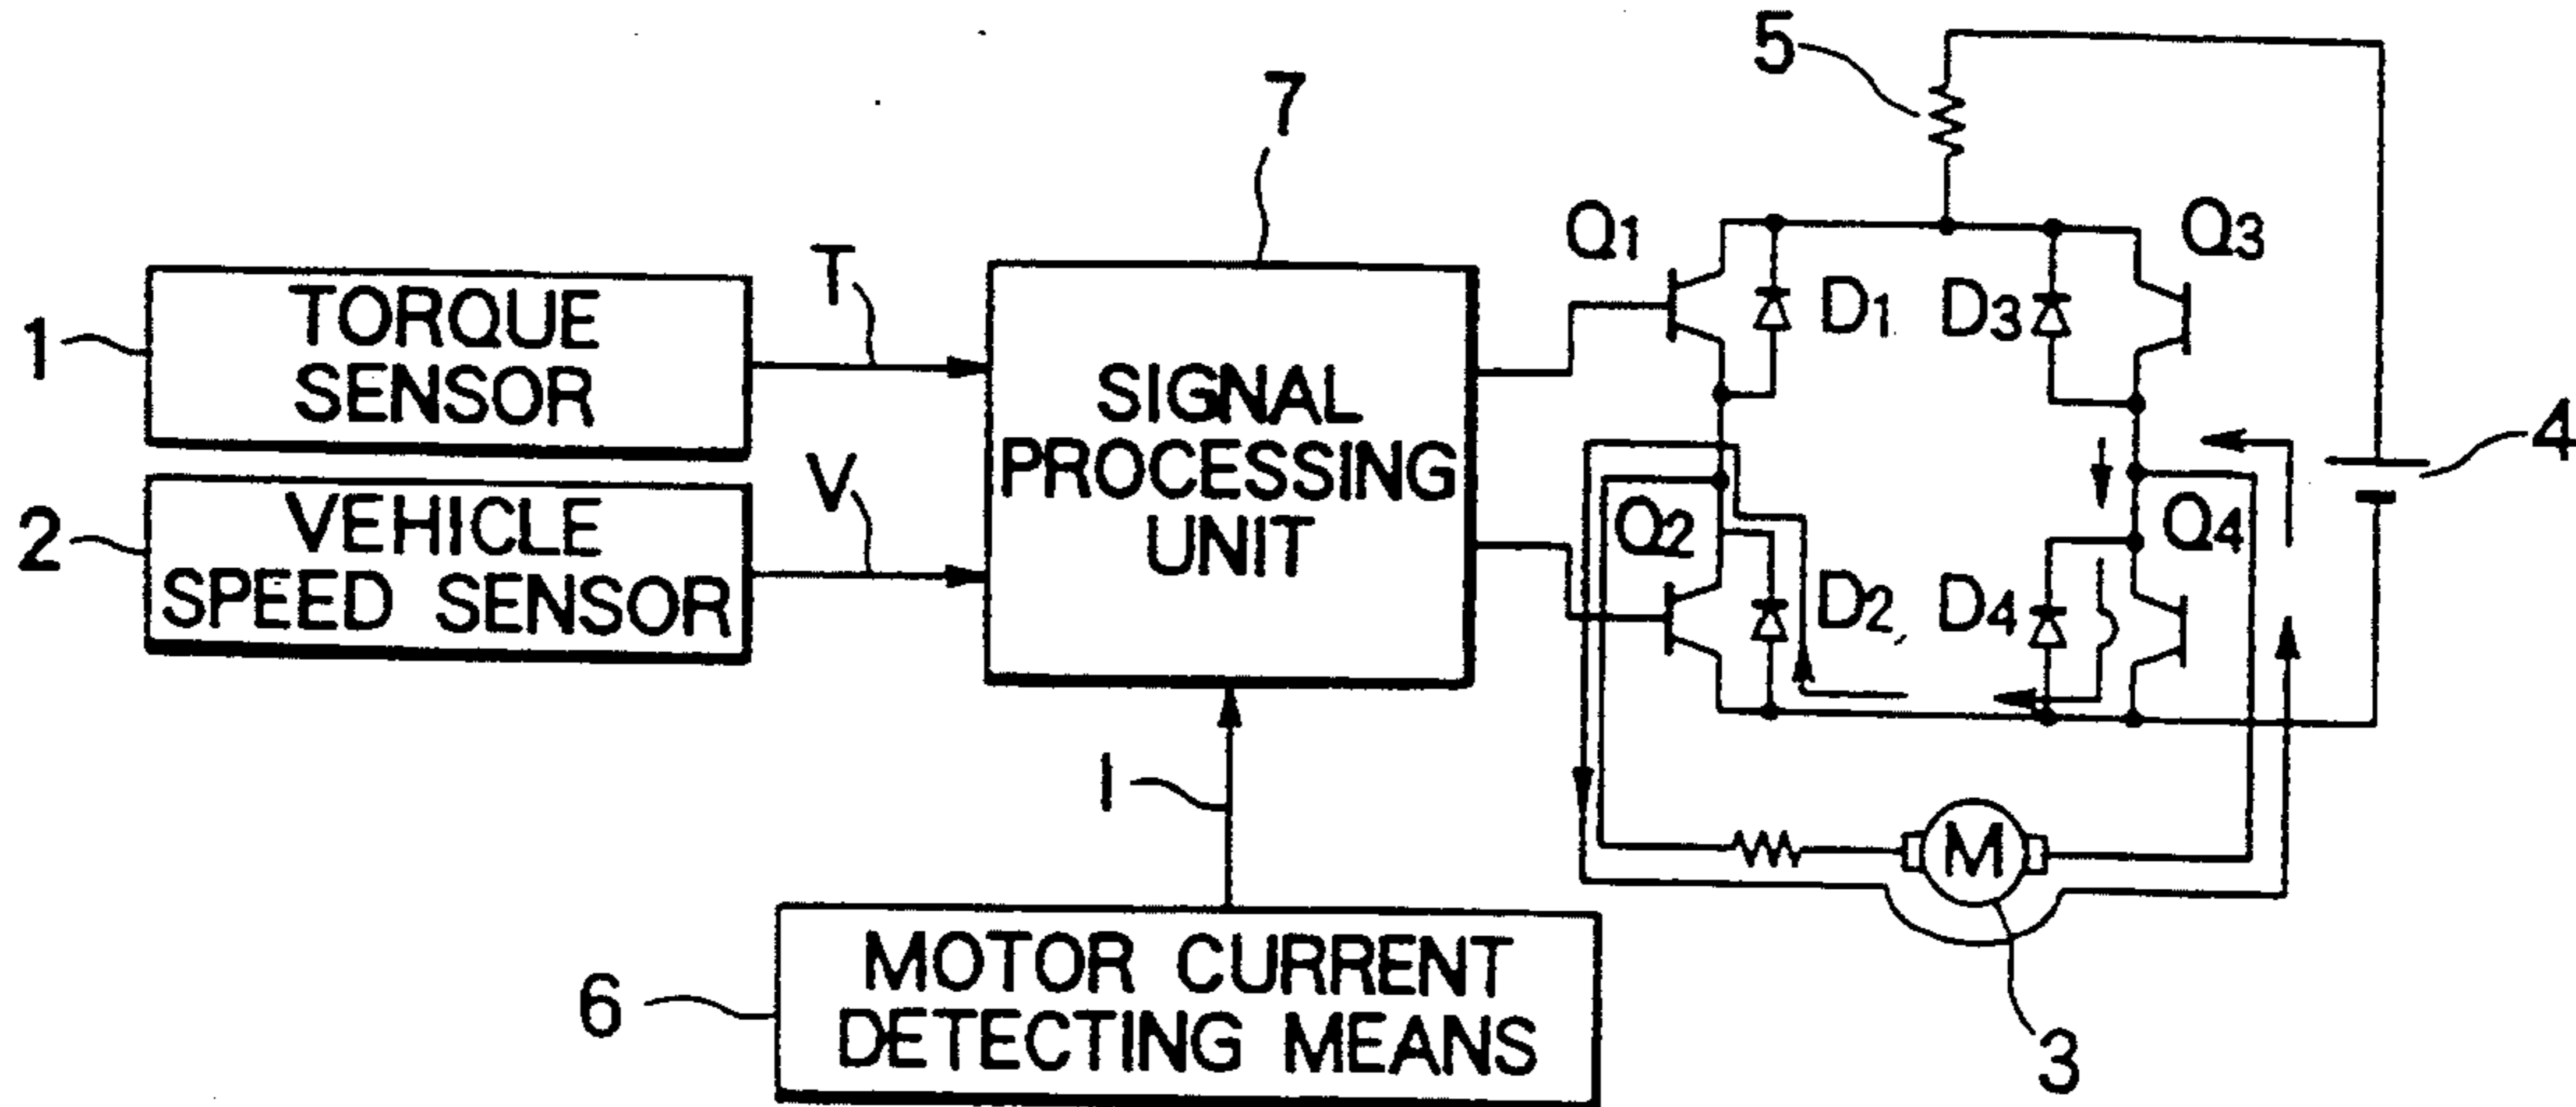 5
7
Q1
Q3
T
TORQUE
SENSOR
1
D1
D3
SIGNAL
PROCESSING
UNIT
4
V
VEHICLE
SPEED SENSOR
2
Q2
Q4
D2
D4
I
M
MOTOR CURRENT
DETECTING MEANS
6
3